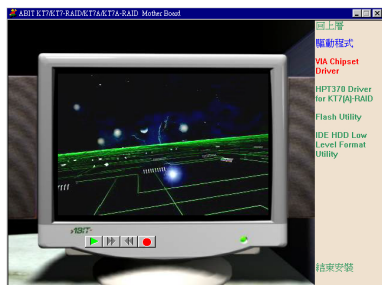 ABIT KT7/KT7-RAID/KT7A/KT7A-RAID Mother Board
回上層
驅動程式
VIA Chipset
Driver
HPT370 Driver
for KT7[A]-RAID
Flash Utility
IDE HDD Low
Level Format
Utility
ABIT
結束安裝